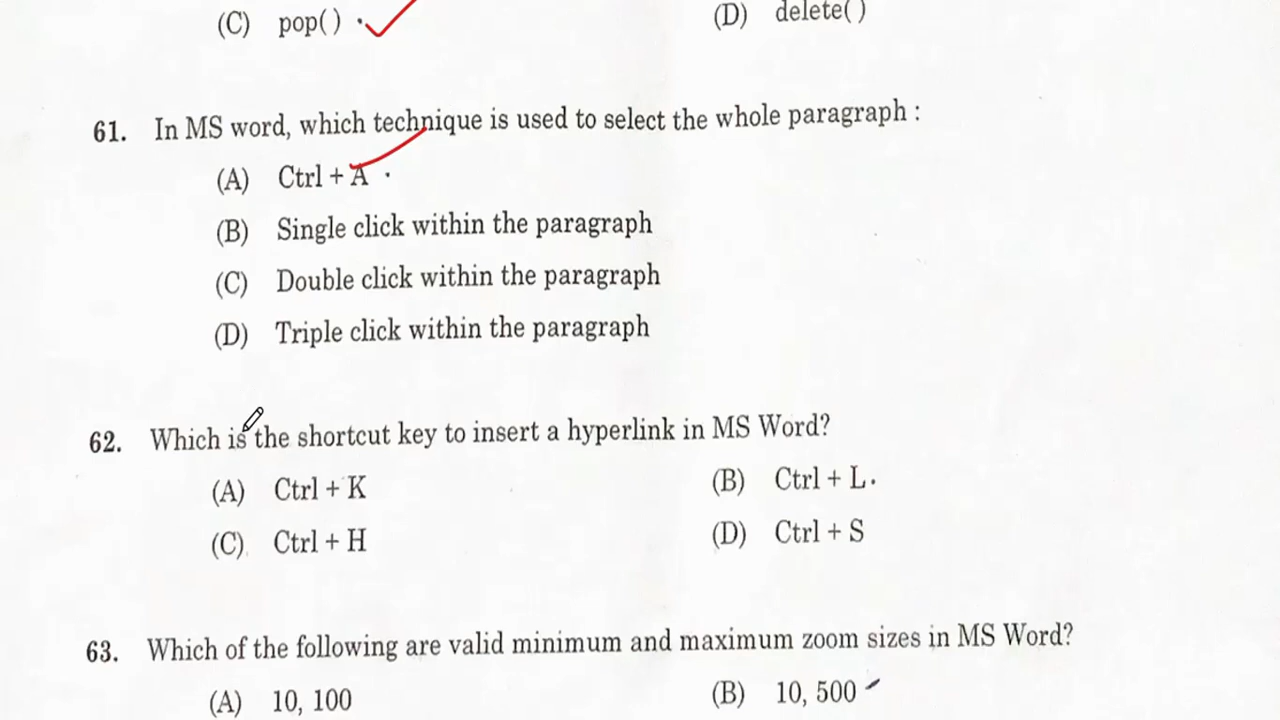 (C) pop() (D) delete()
61. In MS word, which technique is used to select the whole paragraph :
(A) Ctrl + A
(B) Single click within the paragraph
(C) Double click within the paragraph
(D) Triple click within the paragraph
62. Which is the shortcut key to insert a hyperlink in MS Word?
(A) Ctrl + K (B) Ctrl + L
(C) Ctrl + H (D) Ctrl + S
63. Which of the following are valid minimum and maximum zoom sizes in MS Word?
(A) 10, 100 (B) 10, 500